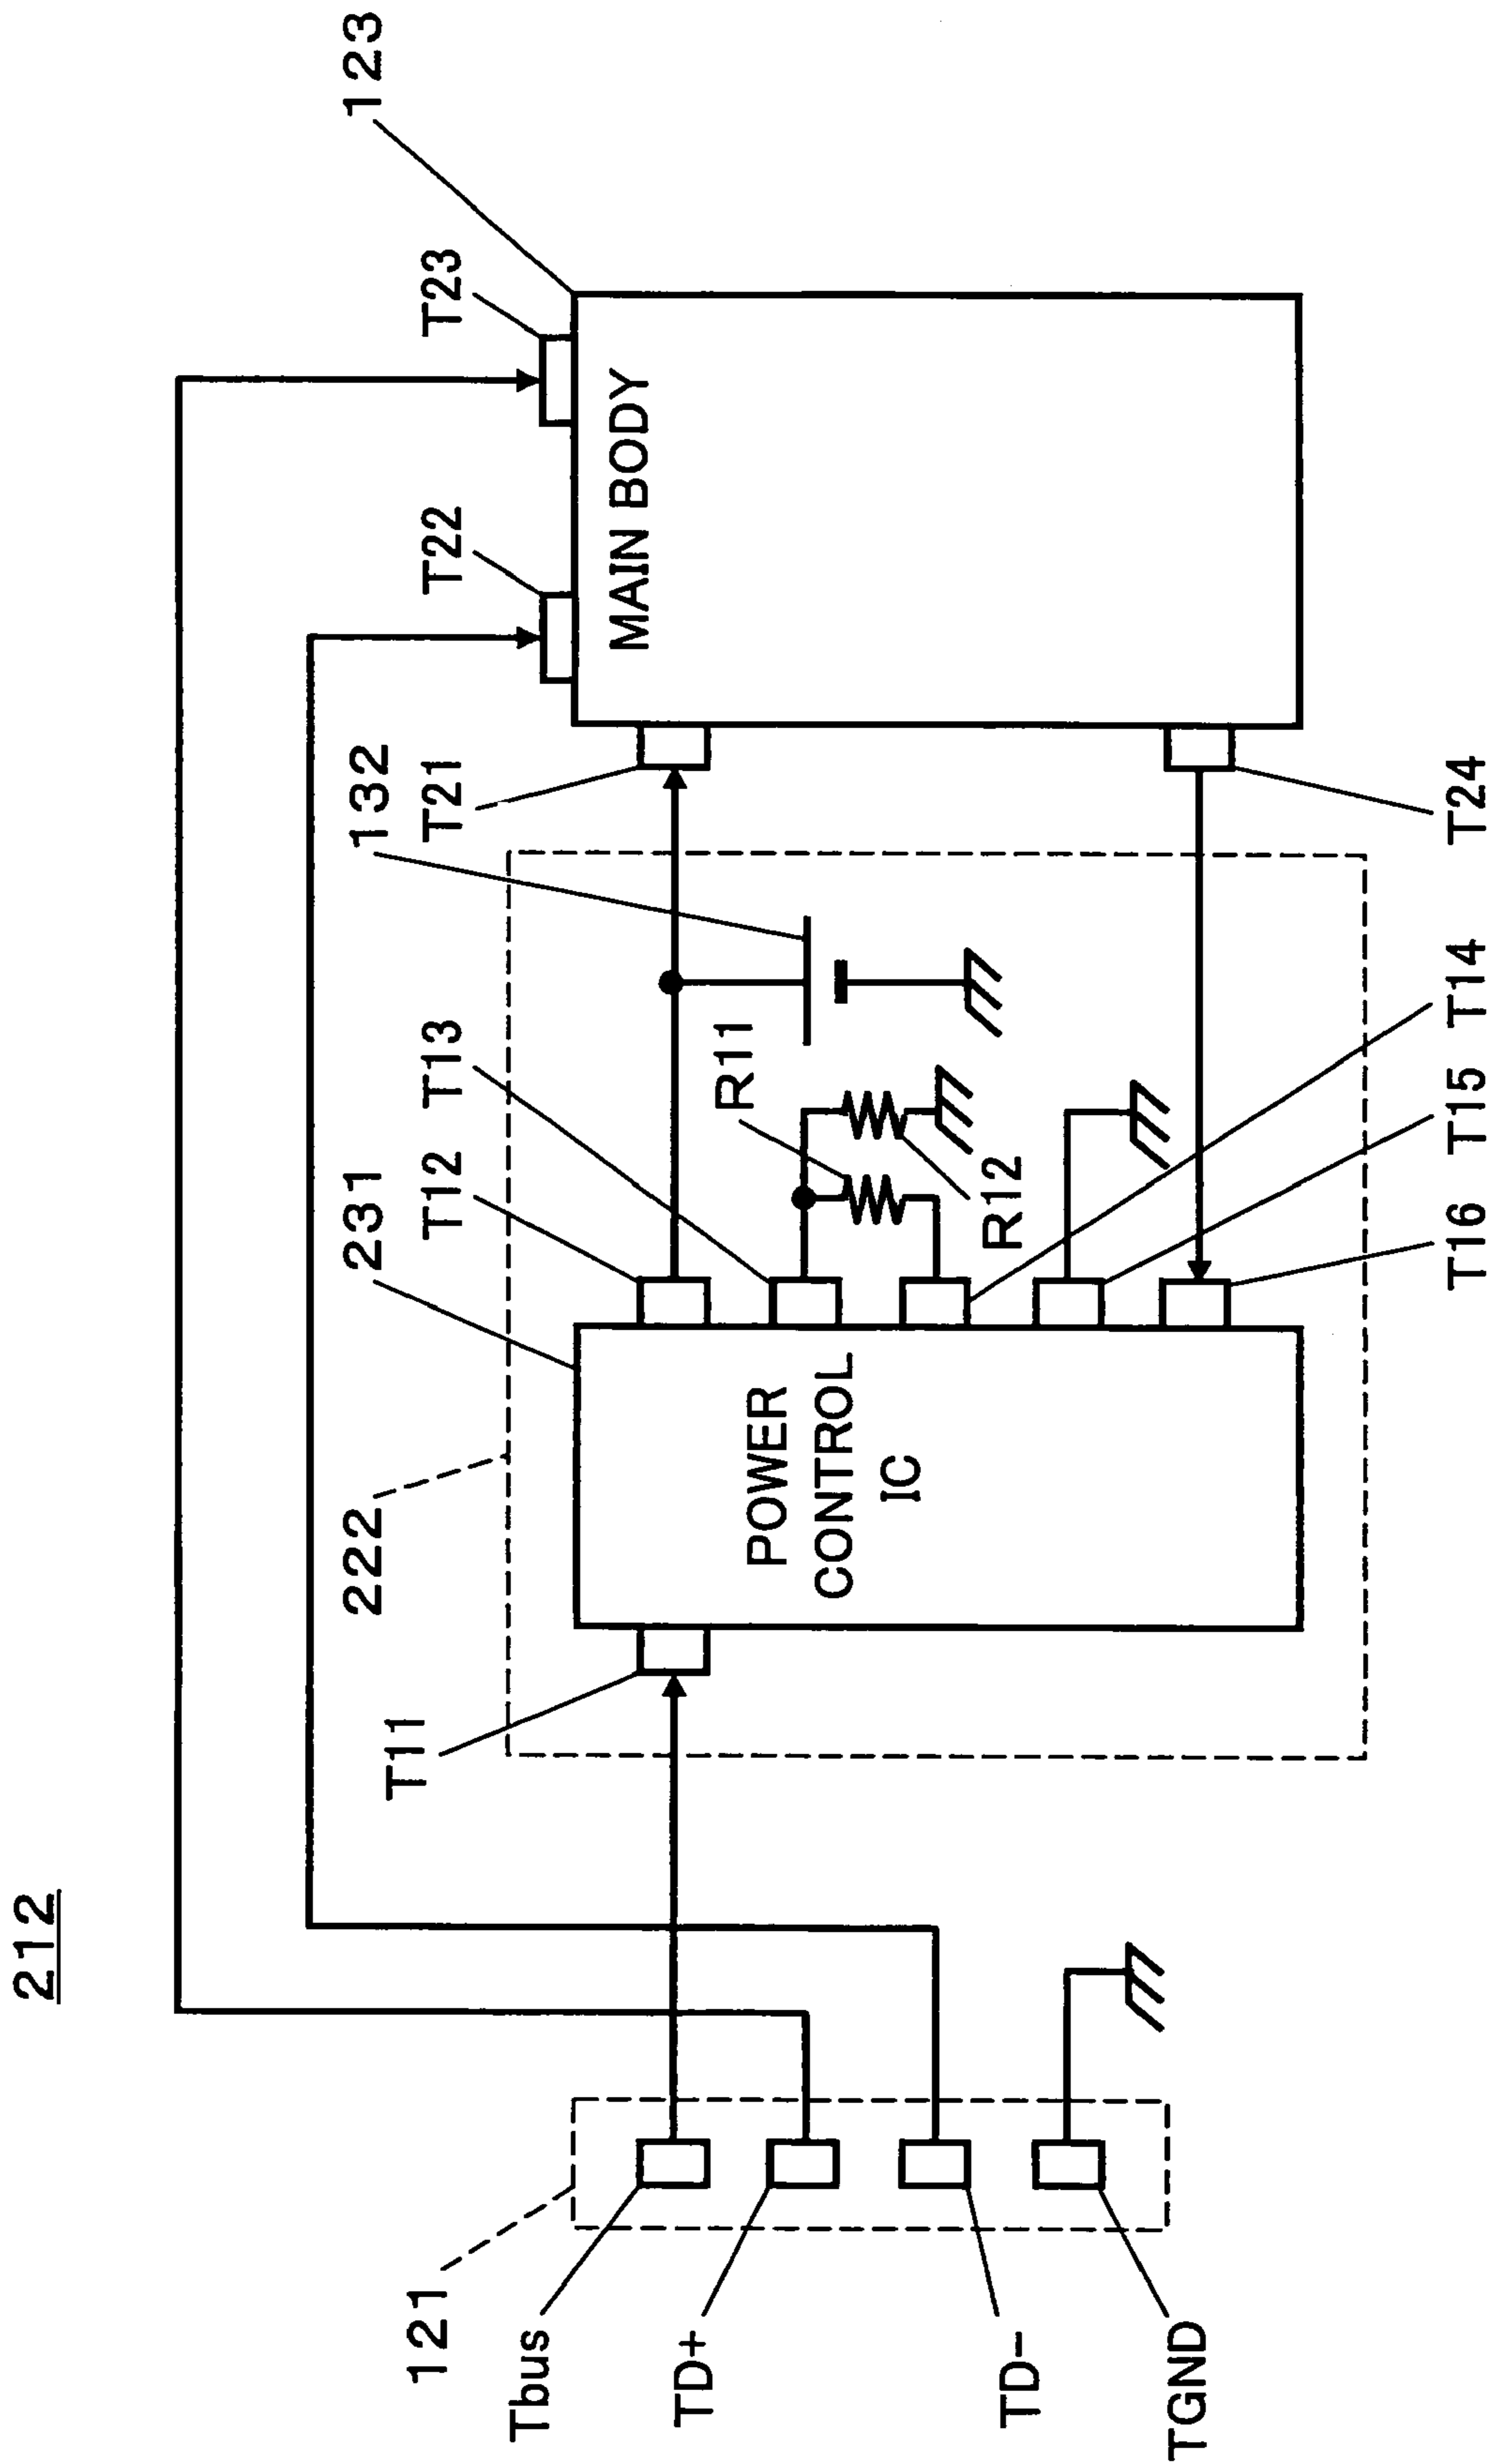 212
123
T23
T22
132
T21
T13
R11
T12
231
222
T11
121
Tbus
TD+
TD-
TGND
POWER
CONTROL
IC
MAIN BODY
R12
T16
T15
T14
T24